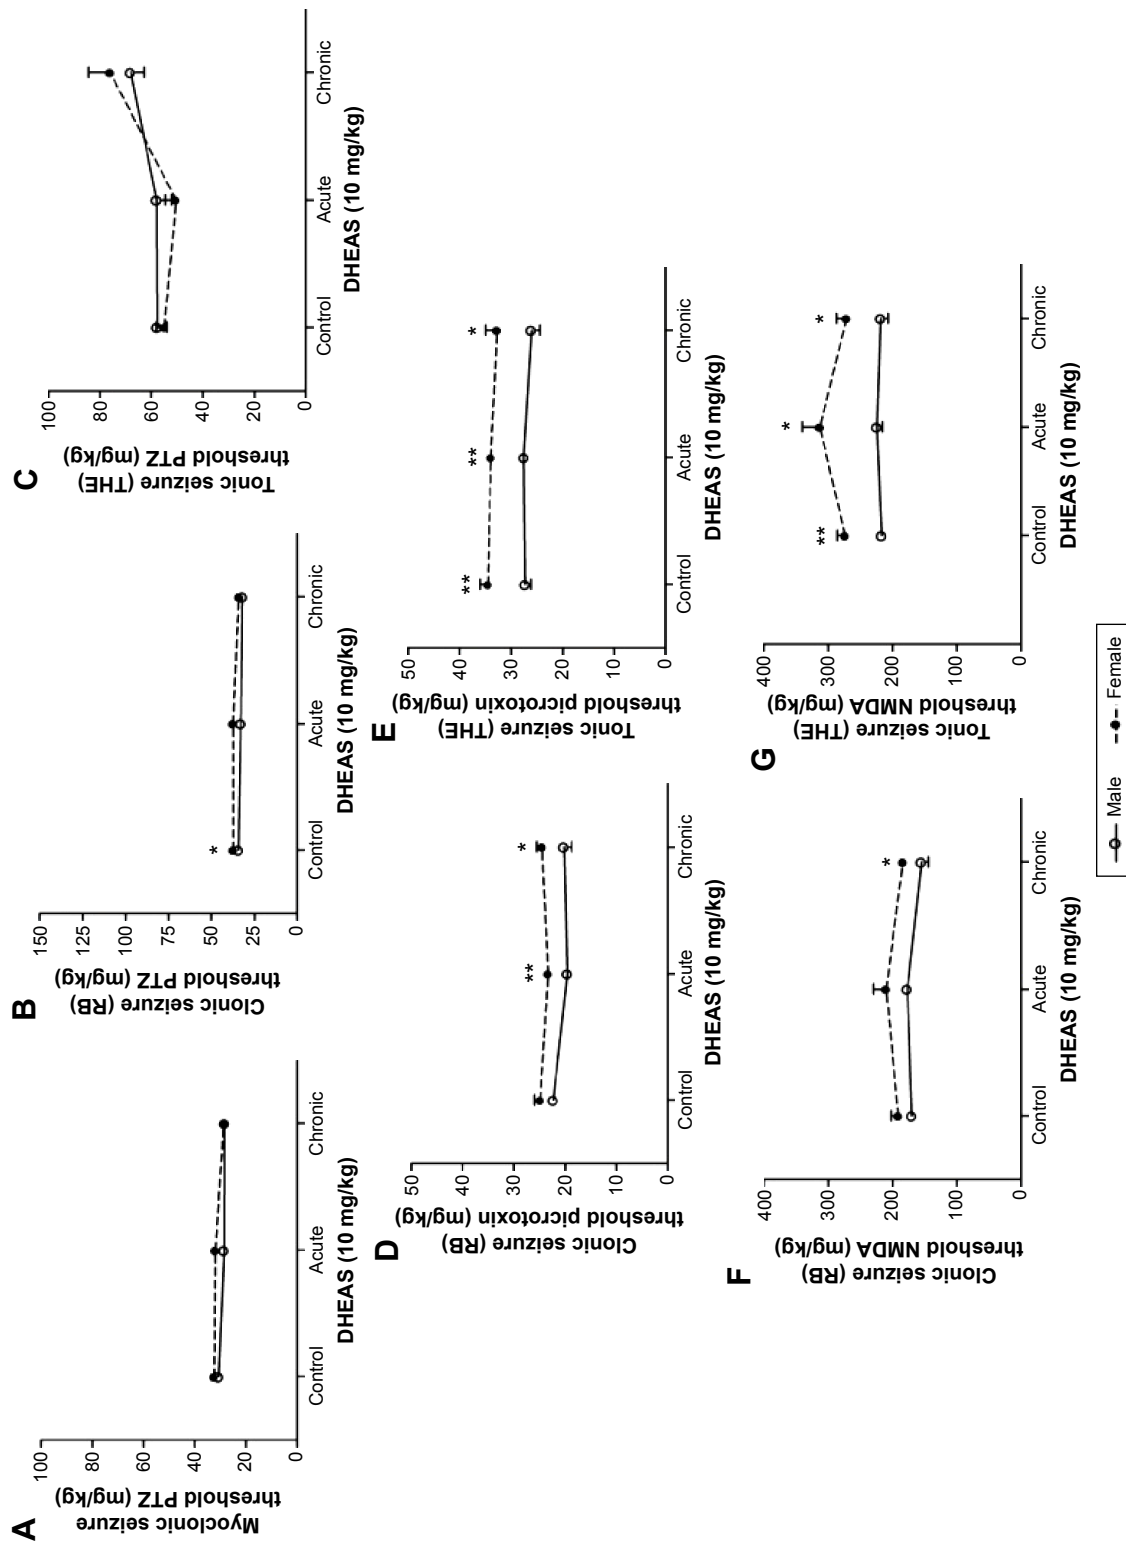 A
Myoclonic seizure
threshold PTZ (mg/kg)
100
80
60
40
20
0
Control
Acute
Chronic
DHEAS (10 mg/kg)
B
Clonic seizure (RB)
threshold PTZ (mg/kg)
150
125
100
75
50
25
0
*
Control
Acute
Chronic
DHEAS (10 mg/kg)
C
Tonic seizure (THE)
threshold PTZ (mg/kg)
100
80
60
40
20
0
Control
Acute
Chronic
DHEAS (10 mg/kg)
D
Clonic seizure (RB)
threshold picrotoxin (mg/kg)
50
40
30
20
10
0
**
*
Control
Acute
Chronic
DHEAS (10 mg/kg)
E
Tonic seizure (THE)
threshold picrotoxin (mg/kg)
50
40
30
20
10
0
**
**
*
Control
Acute
Chronic
DHEAS (10 mg/kg)
F
Clonic seizure (RB)
threshold NMDA (mg/kg)
400
300
200
100
0
*
Control
Acute
Chronic
DHEAS (10 mg/kg)
G
Tonic seizure (THE)
threshold NMDA (mg/kg)
400
300
200
100
0
**
*
*
Control
Acute
Chronic
DHEAS (10 mg/kg)
Male
Female